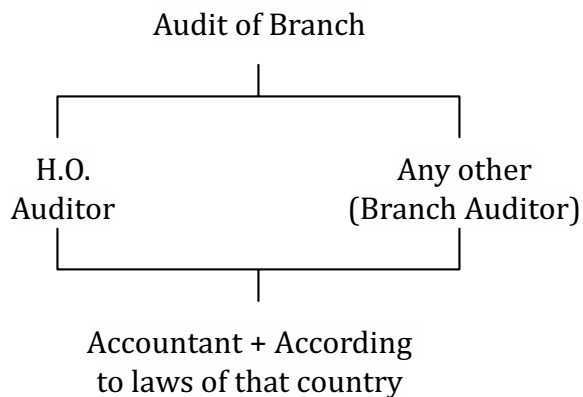 Audit of Branch
H.O.
Auditor
Any other
(Branch Auditor)
Accountant + According
to laws of that country